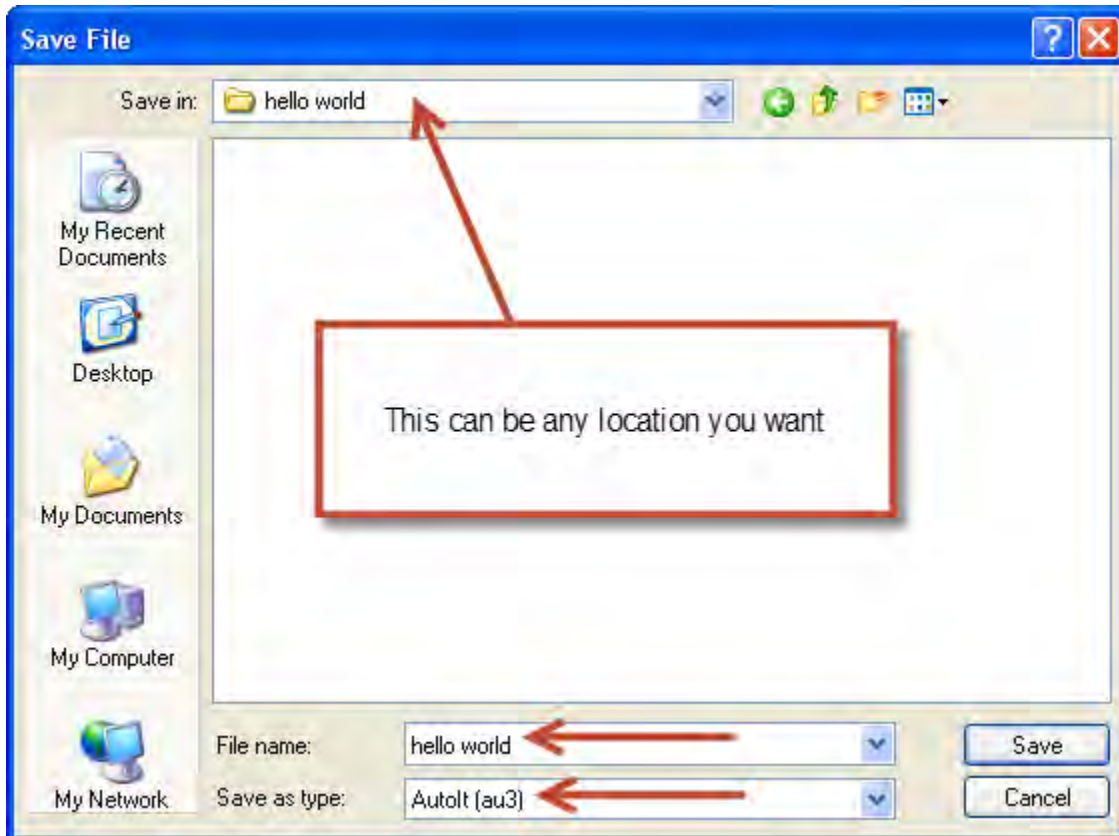 Save File
Save in:
hello world
My Recent
Documents
Desktop
My Documents
My Computer
My Network
This can be any location you want
File name:
hello world
Save
Save as type:
AutoIt (au3)
Cancel